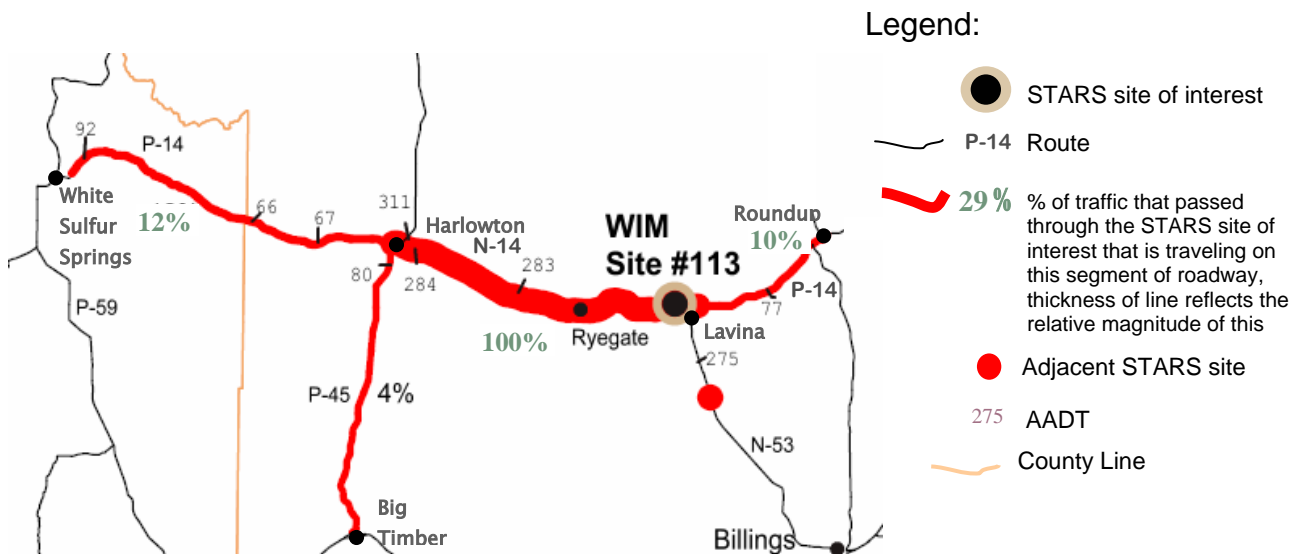 Legend:
STARS site of interest
P-14 Route
29% % of traffic that passed
through the STARS site of
interest that is traveling on
this segment of roadway,
thickness of line reflects the
relative magnitude of this
Adjacent STARS site
275 AADT
County Line
92
P-14
White
Sulfur
Springs
12%
66
67
311
Harlowton
N-14
80
284
283
WIM
Site #113
Roundup
10%
P-14
77
P-59
100%
Ryegate
Lavina
275
P-45
4%
N-53
Big
Timber
Billings